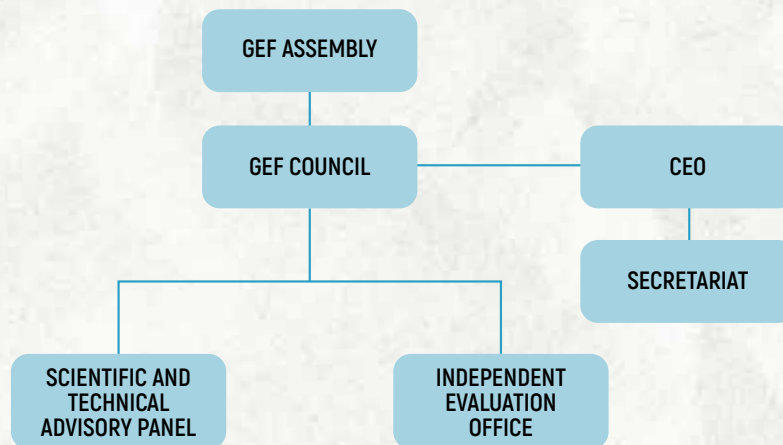 GEF ASSEMBLY
GEF COUNCIL
CEO
SECRETARIAT
SCIENTIFIC AND
TECHNICAL
ADVISORY PANEL
INDEPENDENT
EVALUATION
OFFICE